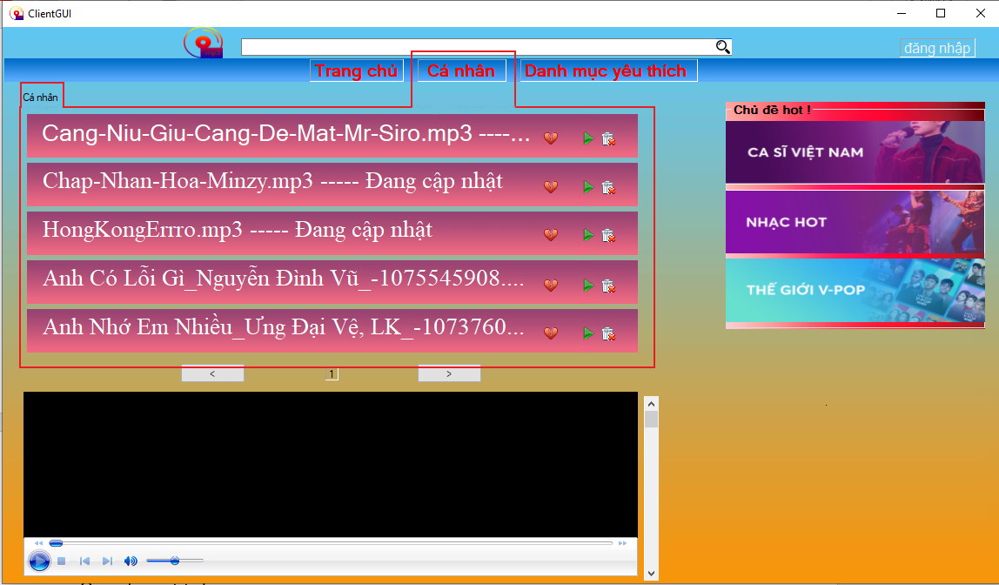 ClientGUI
đăng nhập
Trang chủ
Cá nhân
Danh mục yêu thích
Cá nhân
Cang-Niu-Giu-Cang-De-Mat-Mr-Siro.mp3 ----...
Chap-Nhan-Hoa-Minzy.mp3 ----- Đang cập nhật
HongKongErrro.mp3 ----- Đang cập nhật
Anh Có Lỗi Gì_Nguyễn Đình Vũ_-1075545908....
Anh Nhớ Em Nhiều_Ưng Đại Vệ, LK_-1073760...
< 1 >
Chủ đề hot !
CA SĨ VIỆT NAM
NHẠC HOT
THẾ GIỚI V-POP